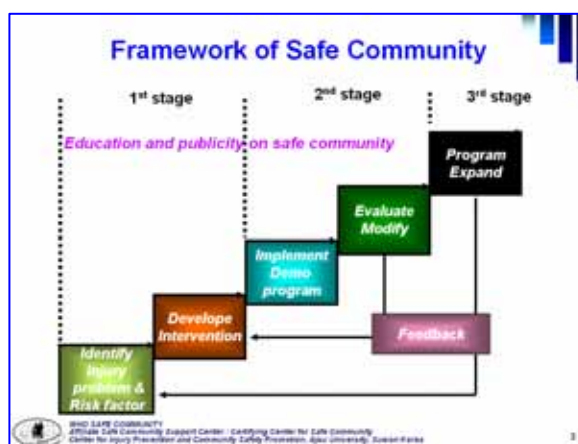 Framework of Safe Community
1st stage
2nd stage
3rd stage
Education and publicity on safe community
Program
Expand
Evaluate
Modify
Implement
Demo
program
Develope
Intervention
Feedback
Identify
Injury
problem &
Risk factor
WHO SAFE COMMUNITY
Affiliate Safe Community Support Center / Certifying Center for Safe Community
Center for Injury Prevention and Community Safety Promotion, Ajou University, Suwon Korea